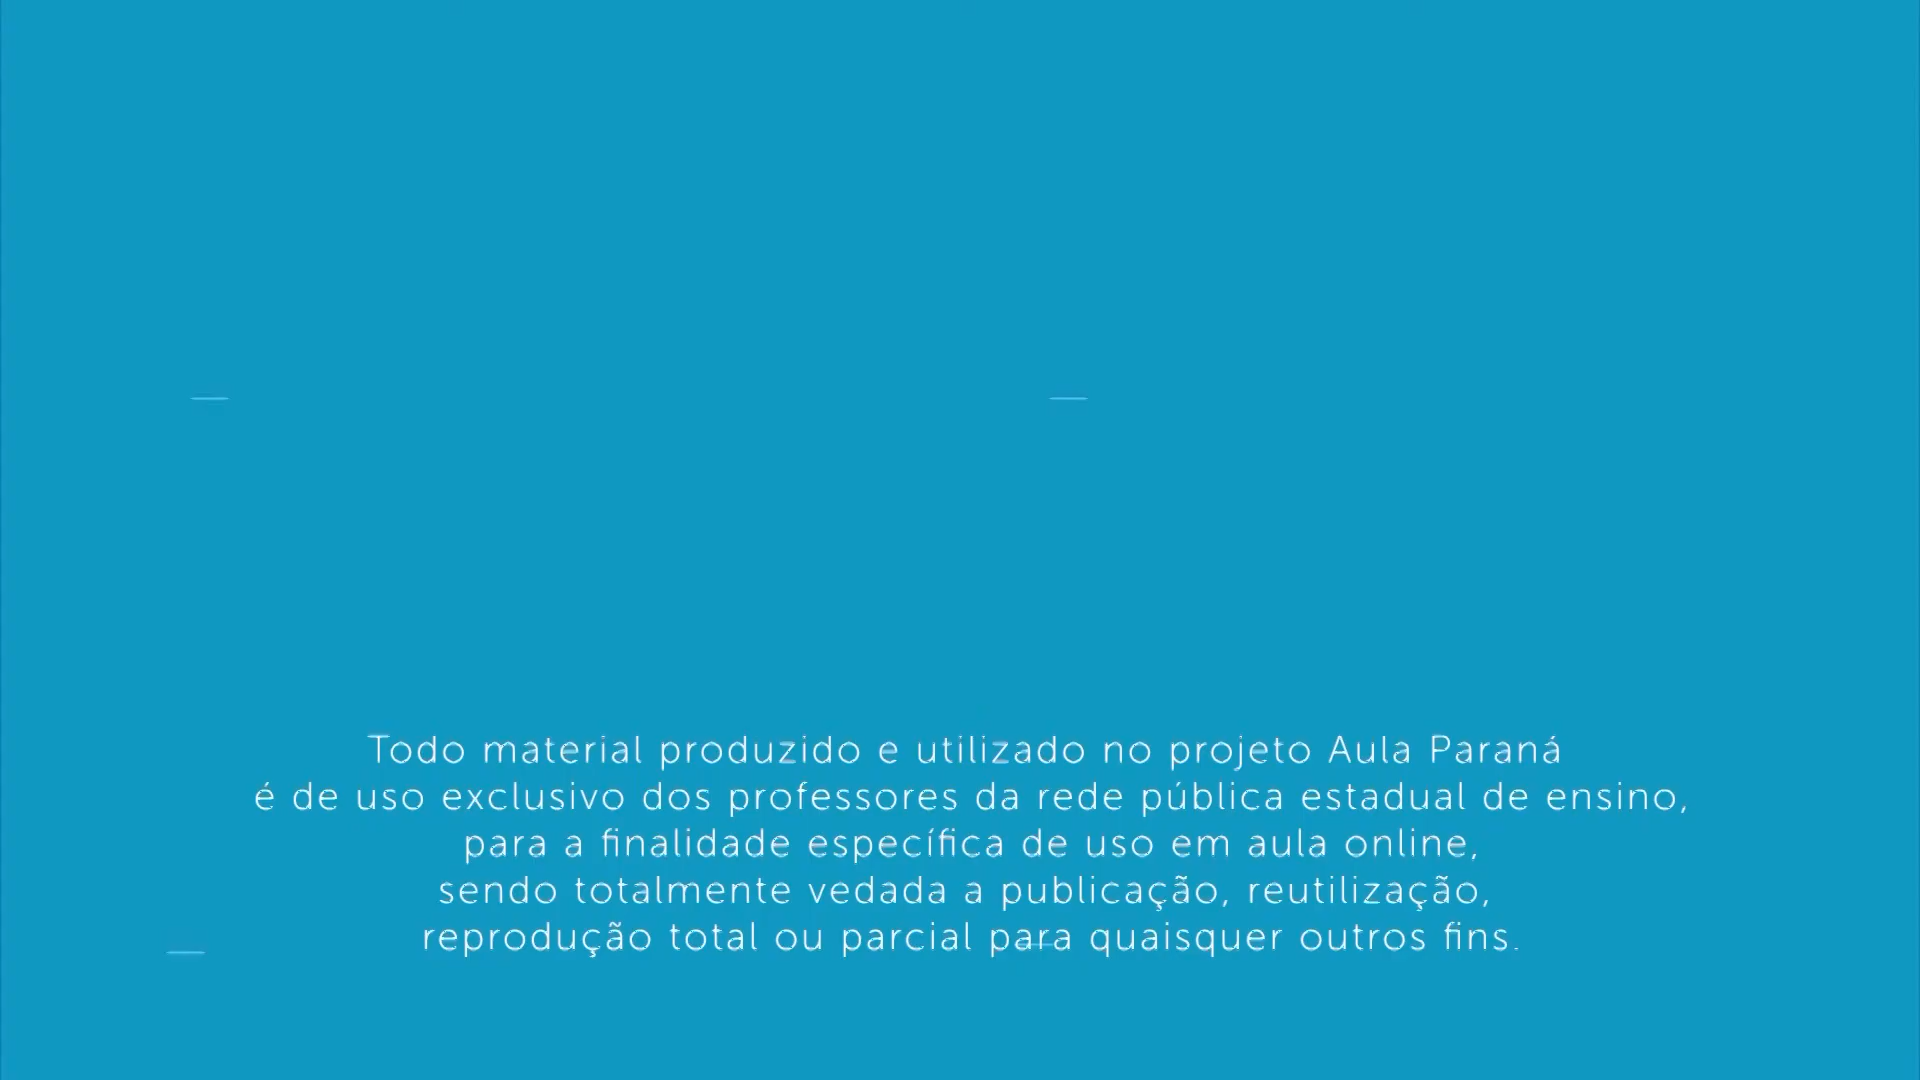 Todo material produzido e utilizado no projeto Aula Paraná
é de uso exclusivo dos professores da rede pública estadual de ensino,
para a finalidade específica de uso em aula online,
sendo totalmente vedada a publicação, reutilização,
reprodução total ou parcial para quaisquer outros fins.